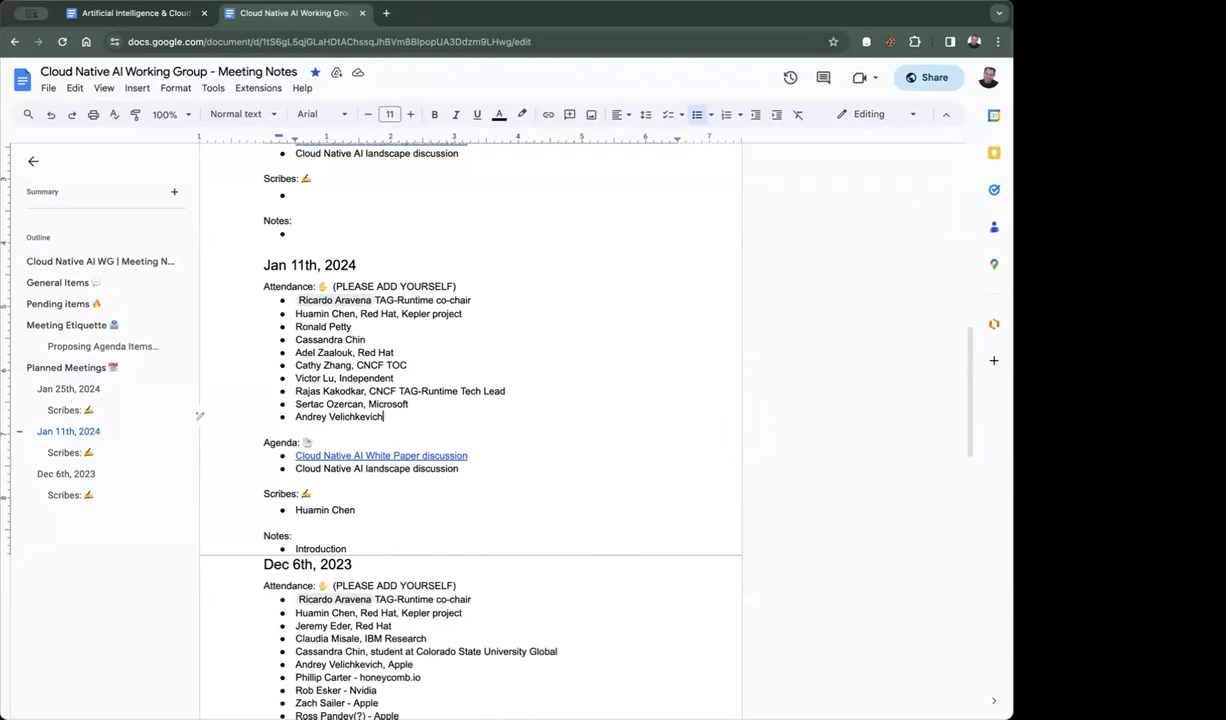 Artificial Intelligence & Cloud
Cloud Native AI Working Gro
docs.google.com/document/d/1tS6gL5qjGLaHDtAChssqJhBVm8BIpopUA3Ddzm9LHwg/edit
Cloud Native AI Working Group - Meeting Notes
File Edit View Insert Format Tools Extensions Help
Share
100% Normal text Arial 11 Editing
1 1 2 3 4 5 6 7
Summary
Outline
Cloud Native AI WG | Meeting N...
General Items 💬
Pending items 🔥
Meeting Etiquette
Proposing Agenda Items...
Planned Meetings 📅
Jan 25th, 2024
Scribes: ✍️
Jan 11th, 2024
Scribes: ✍️
Dec 6th, 2023
Scribes: ✍️
Cloud Native AI landscape discussion
Scribes: ✍️
Notes:
Jan 11th, 2024
Attendance: ✋ (PLEASE ADD YOURSELF)
Ricardo Aravena TAG-Runtime co-chair
Huamin Chen, Red Hat, Kepler project
Ronald Petty
Cassandra Chin
Adel Zaalouk, Red Hat
Cathy Zhang, CNCF TOC
Victor Lu, Independent
Rajas Kakodkar, CNCF TAG-Runtime Tech Lead
Sertac Ozercan, Microsoft
Andrey Velichkevich
Agenda:
Cloud Native AI White Paper discussion
Cloud Native AI landscape discussion
Scribes: ✍️
Huamin Chen
Notes:
Introduction
Dec 6th, 2023
Attendance: ✋ (PLEASE ADD YOURSELF)
Ricardo Aravena TAG-Runtime co-chair
Huamin Chen, Red Hat, Kepler project
Jeremy Eder, Red Hat
Claudia Misale, IBM Research
Cassandra Chin, student at Colorado State University Global
Andrey Velichkevich, Apple
Phillip Carter - honeycomb.io
Rob Esker - Nvidia
Zach Sailer - Apple
Ross Pandey(?) - Apple